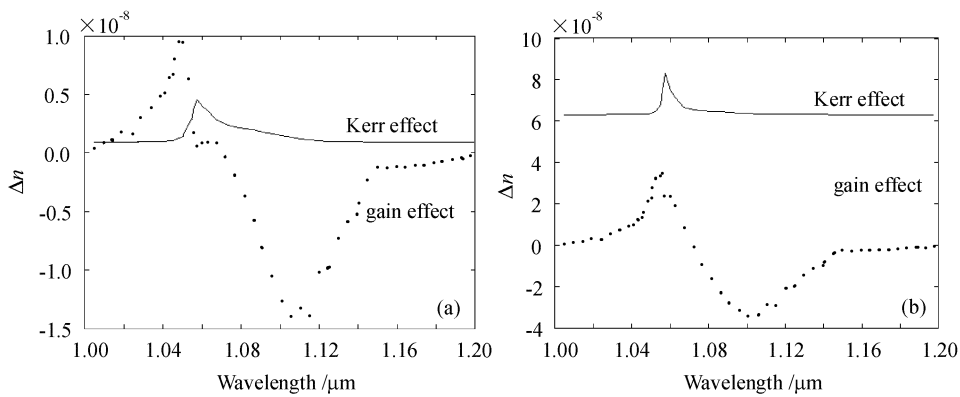 ×10⁻⁸
1.0
0.5
0.0
-0.5
-1.0
-1.5
Δn
Kerr effect
gain effect
(a)
1.00 1.04 1.08 1.12 1.16 1.20
Wavelength /μm
×10⁻⁸
10
8
6
4
2
0
-2
-4
Δn
Kerr effect
gain effect
(b)
1.00 1.04 1.08 1.12 1.16 1.20
Wavelength /μm